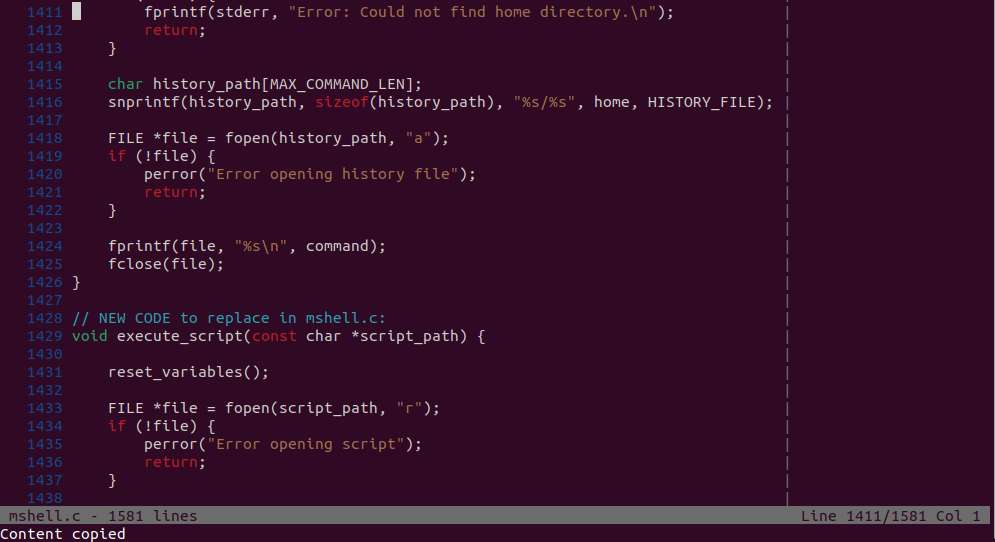 1411         fprintf(stderr, "Error: Could not find home directory.\n");
1412         return;
1413     }
1414
1415     char history_path[MAX_COMMAND_LEN];
1416     snprintf(history_path, sizeof(history_path), "%s/%s", home, HISTORY_FILE);
1417
1418     FILE *file = fopen(history_path, "a");
1419     if (!file) {
1420         perror("Error opening history file");
1421         return;
1422     }
1423
1424     fprintf(file, "%s\n", command);
1425     fclose(file);
1426 }
1427
1428 // NEW CODE to replace in mshell.c:
1429 void execute_script(const char *script_path) {
1430
1431     reset_variables();
1432
1433     FILE *file = fopen(script_path, "r");
1434     if (!file) {
1435         perror("Error opening script");
1436         return;
1437     }
1438
mshell.c - 1581 lines Line 1411/1581 Col 1
Content copied